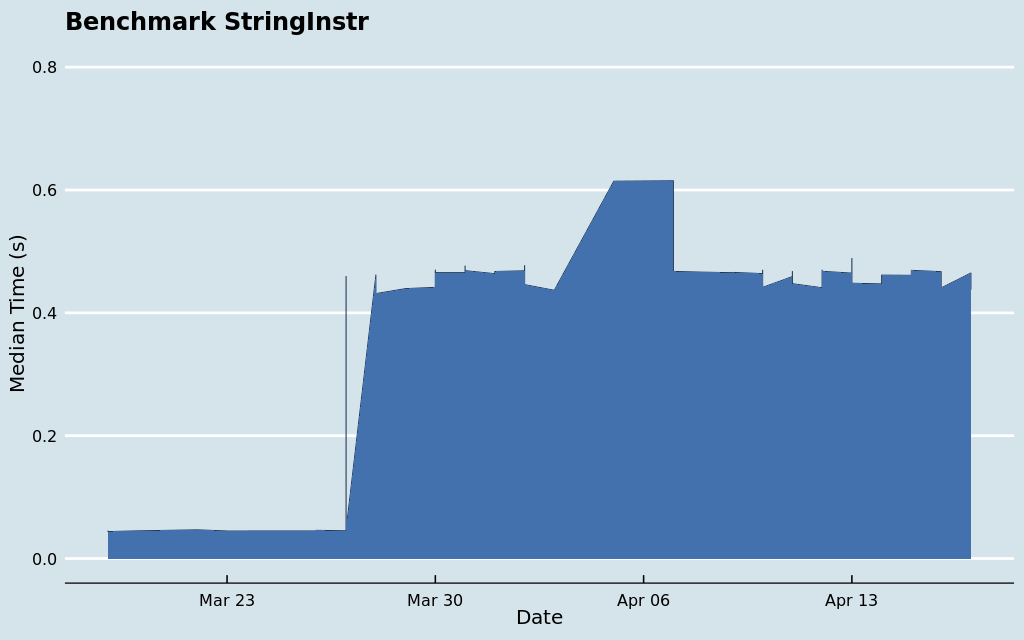 Benchmark StringInstr
0.8
0.6
0.4
0.2
0.0
Median Time (s)
Mar 23
Mar 30
Apr 06
Apr 13
Date